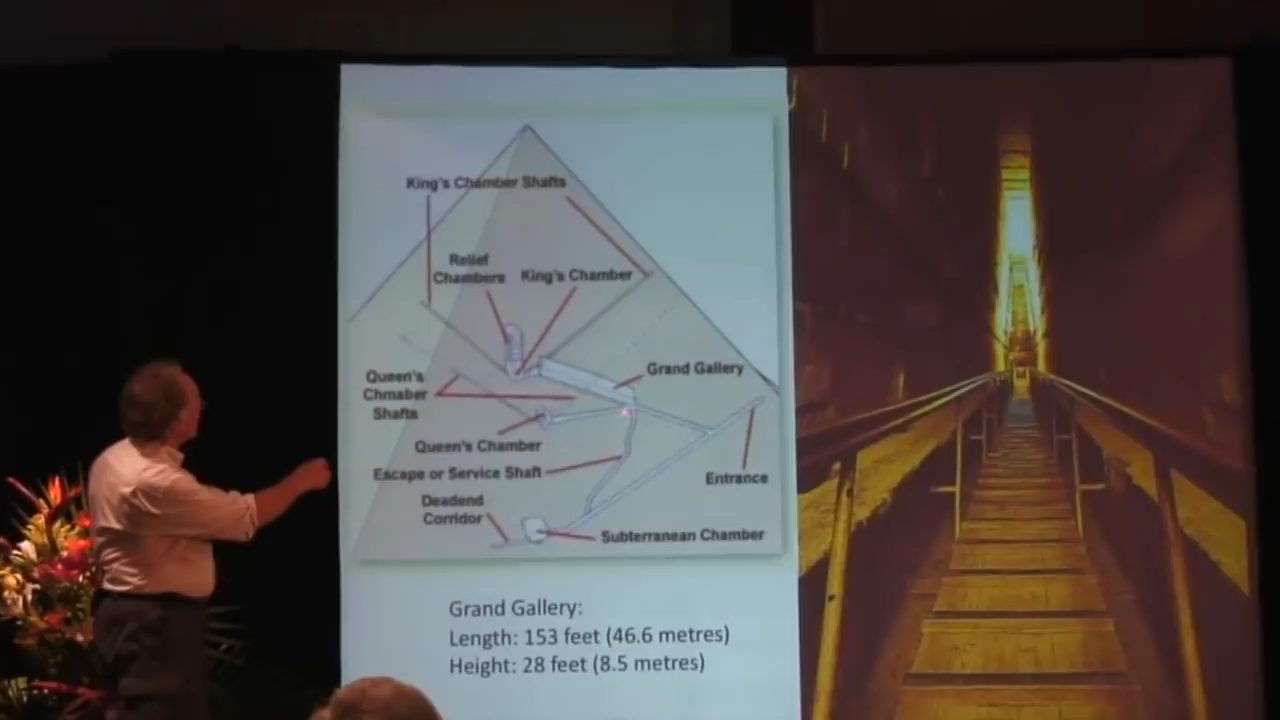 King's Chamber Shafts
Relief
Chambers
King's Chamber
Grand Gallery
Queen's
Chmaber
Shafts
Queen's Chamber
Escape or Service Shaft
Entrance
Deadend
Corridor
Subterranean Chamber
Grand Gallery:
Length: 153 feet (46.6 metres)
Height: 28 feet (8.5 metres)